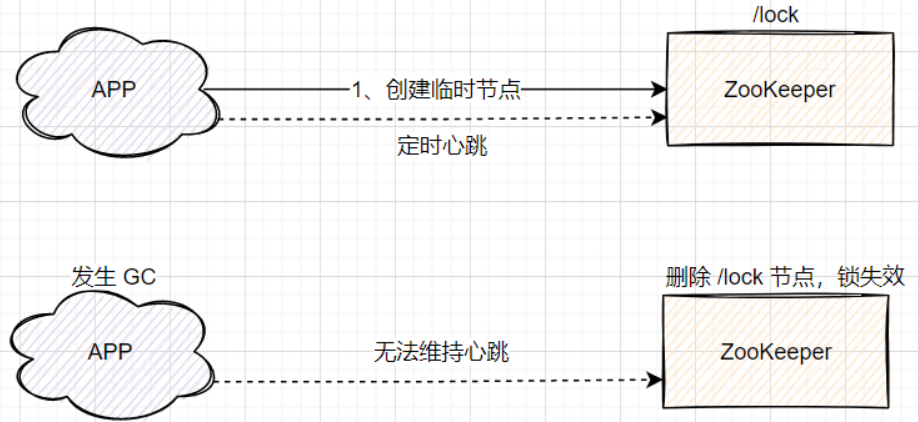 /lock
APP
1、创建临时节点
ZooKeeper
定时心跳
发生 GC
删除 /lock 节点，锁失效
APP
无法维持心跳
ZooKeeper